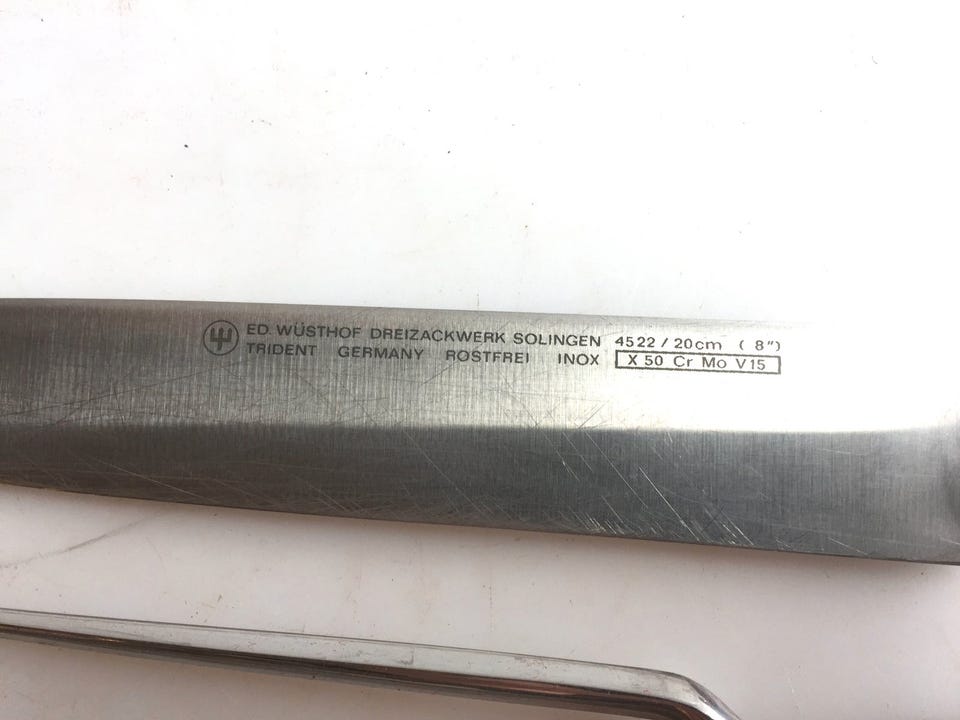 ED. WÜSTHOF DREIZACKWERK SOLINGEN 4522 / 20cm ( 8")
TRIDENT GERMANY ROSTFREI INOX X 50 Cr Mo V15